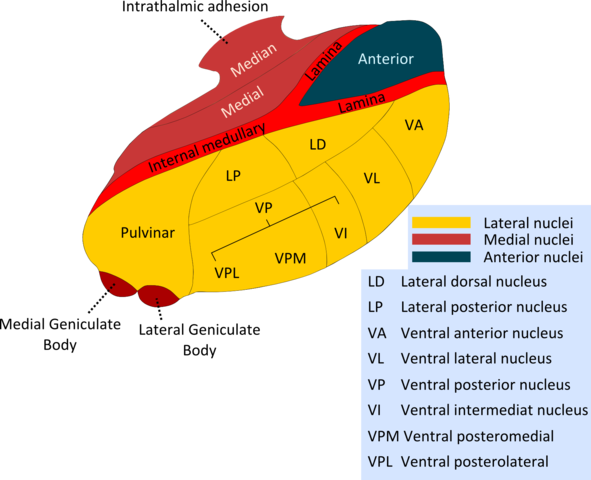 Intrathalmic adhesion
Median
Lamina
Anterior
Medial
Lamina
Internal medullary
VA
LD
LP
VL
VP
Pulvinar
VI
VPM
VPL
Medial Geniculate
Body
Lateral Geniculate
Body
Lateral nuclei
Medial nuclei
Anterior nuclei
LD Lateral dorsal nucleus
LP Lateral posterior nucleus
VA Ventral anterior nucleus
VL Ventral lateral nucleus
VP Ventral posterior nucleus
VI Ventral intermediat nucleus
VPM Ventral posteromedial
VPL Ventral posterolateral